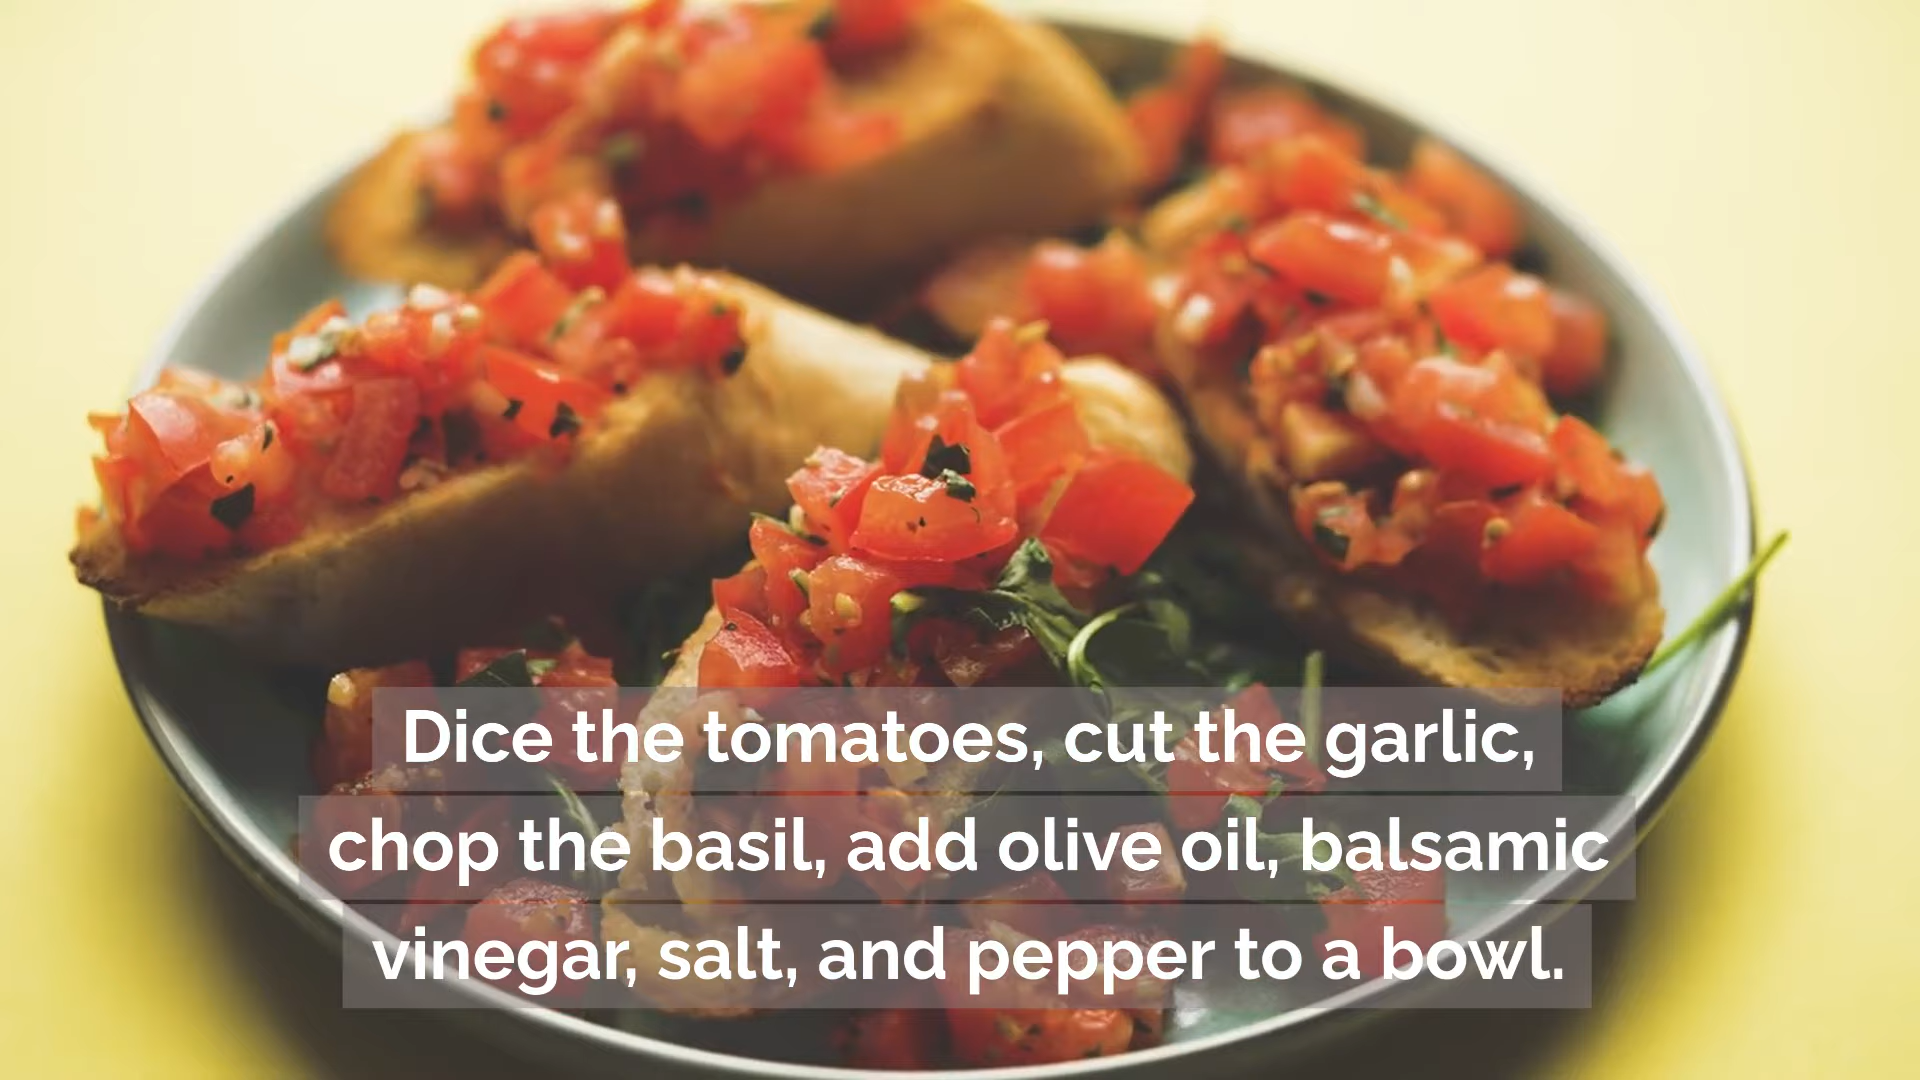 Dice the tomatoes, cut the garlic,
chop the basil, add olive oil, balsamic
vinegar, salt, and pepper to a bowl.